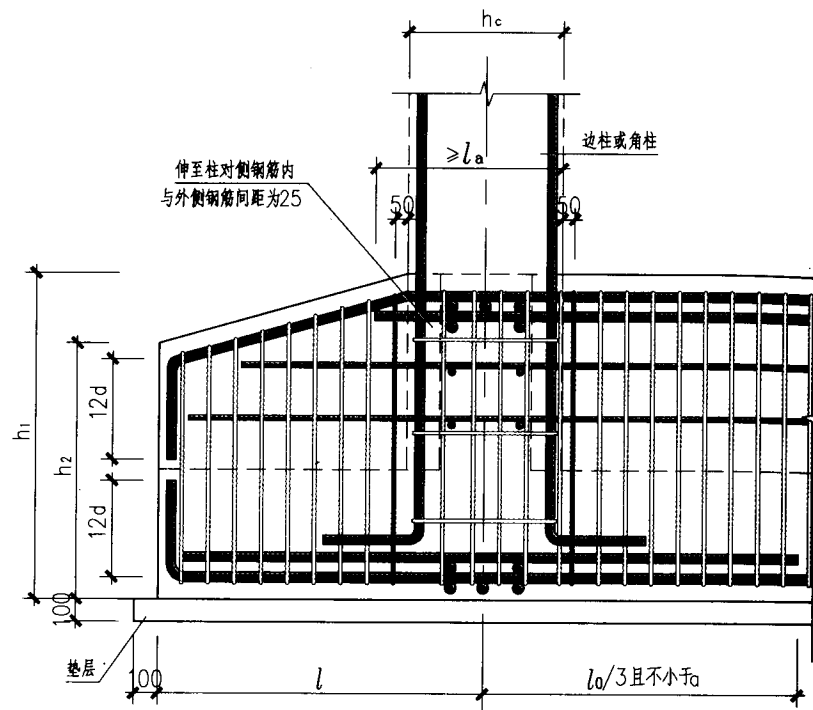 hc
边柱或角柱
≥la
伸至柱对侧钢筋内
与外侧钢筋间距为25
50
50
h1
h2
12d
12d
100
垫层
100
l
l0/3且不小于a